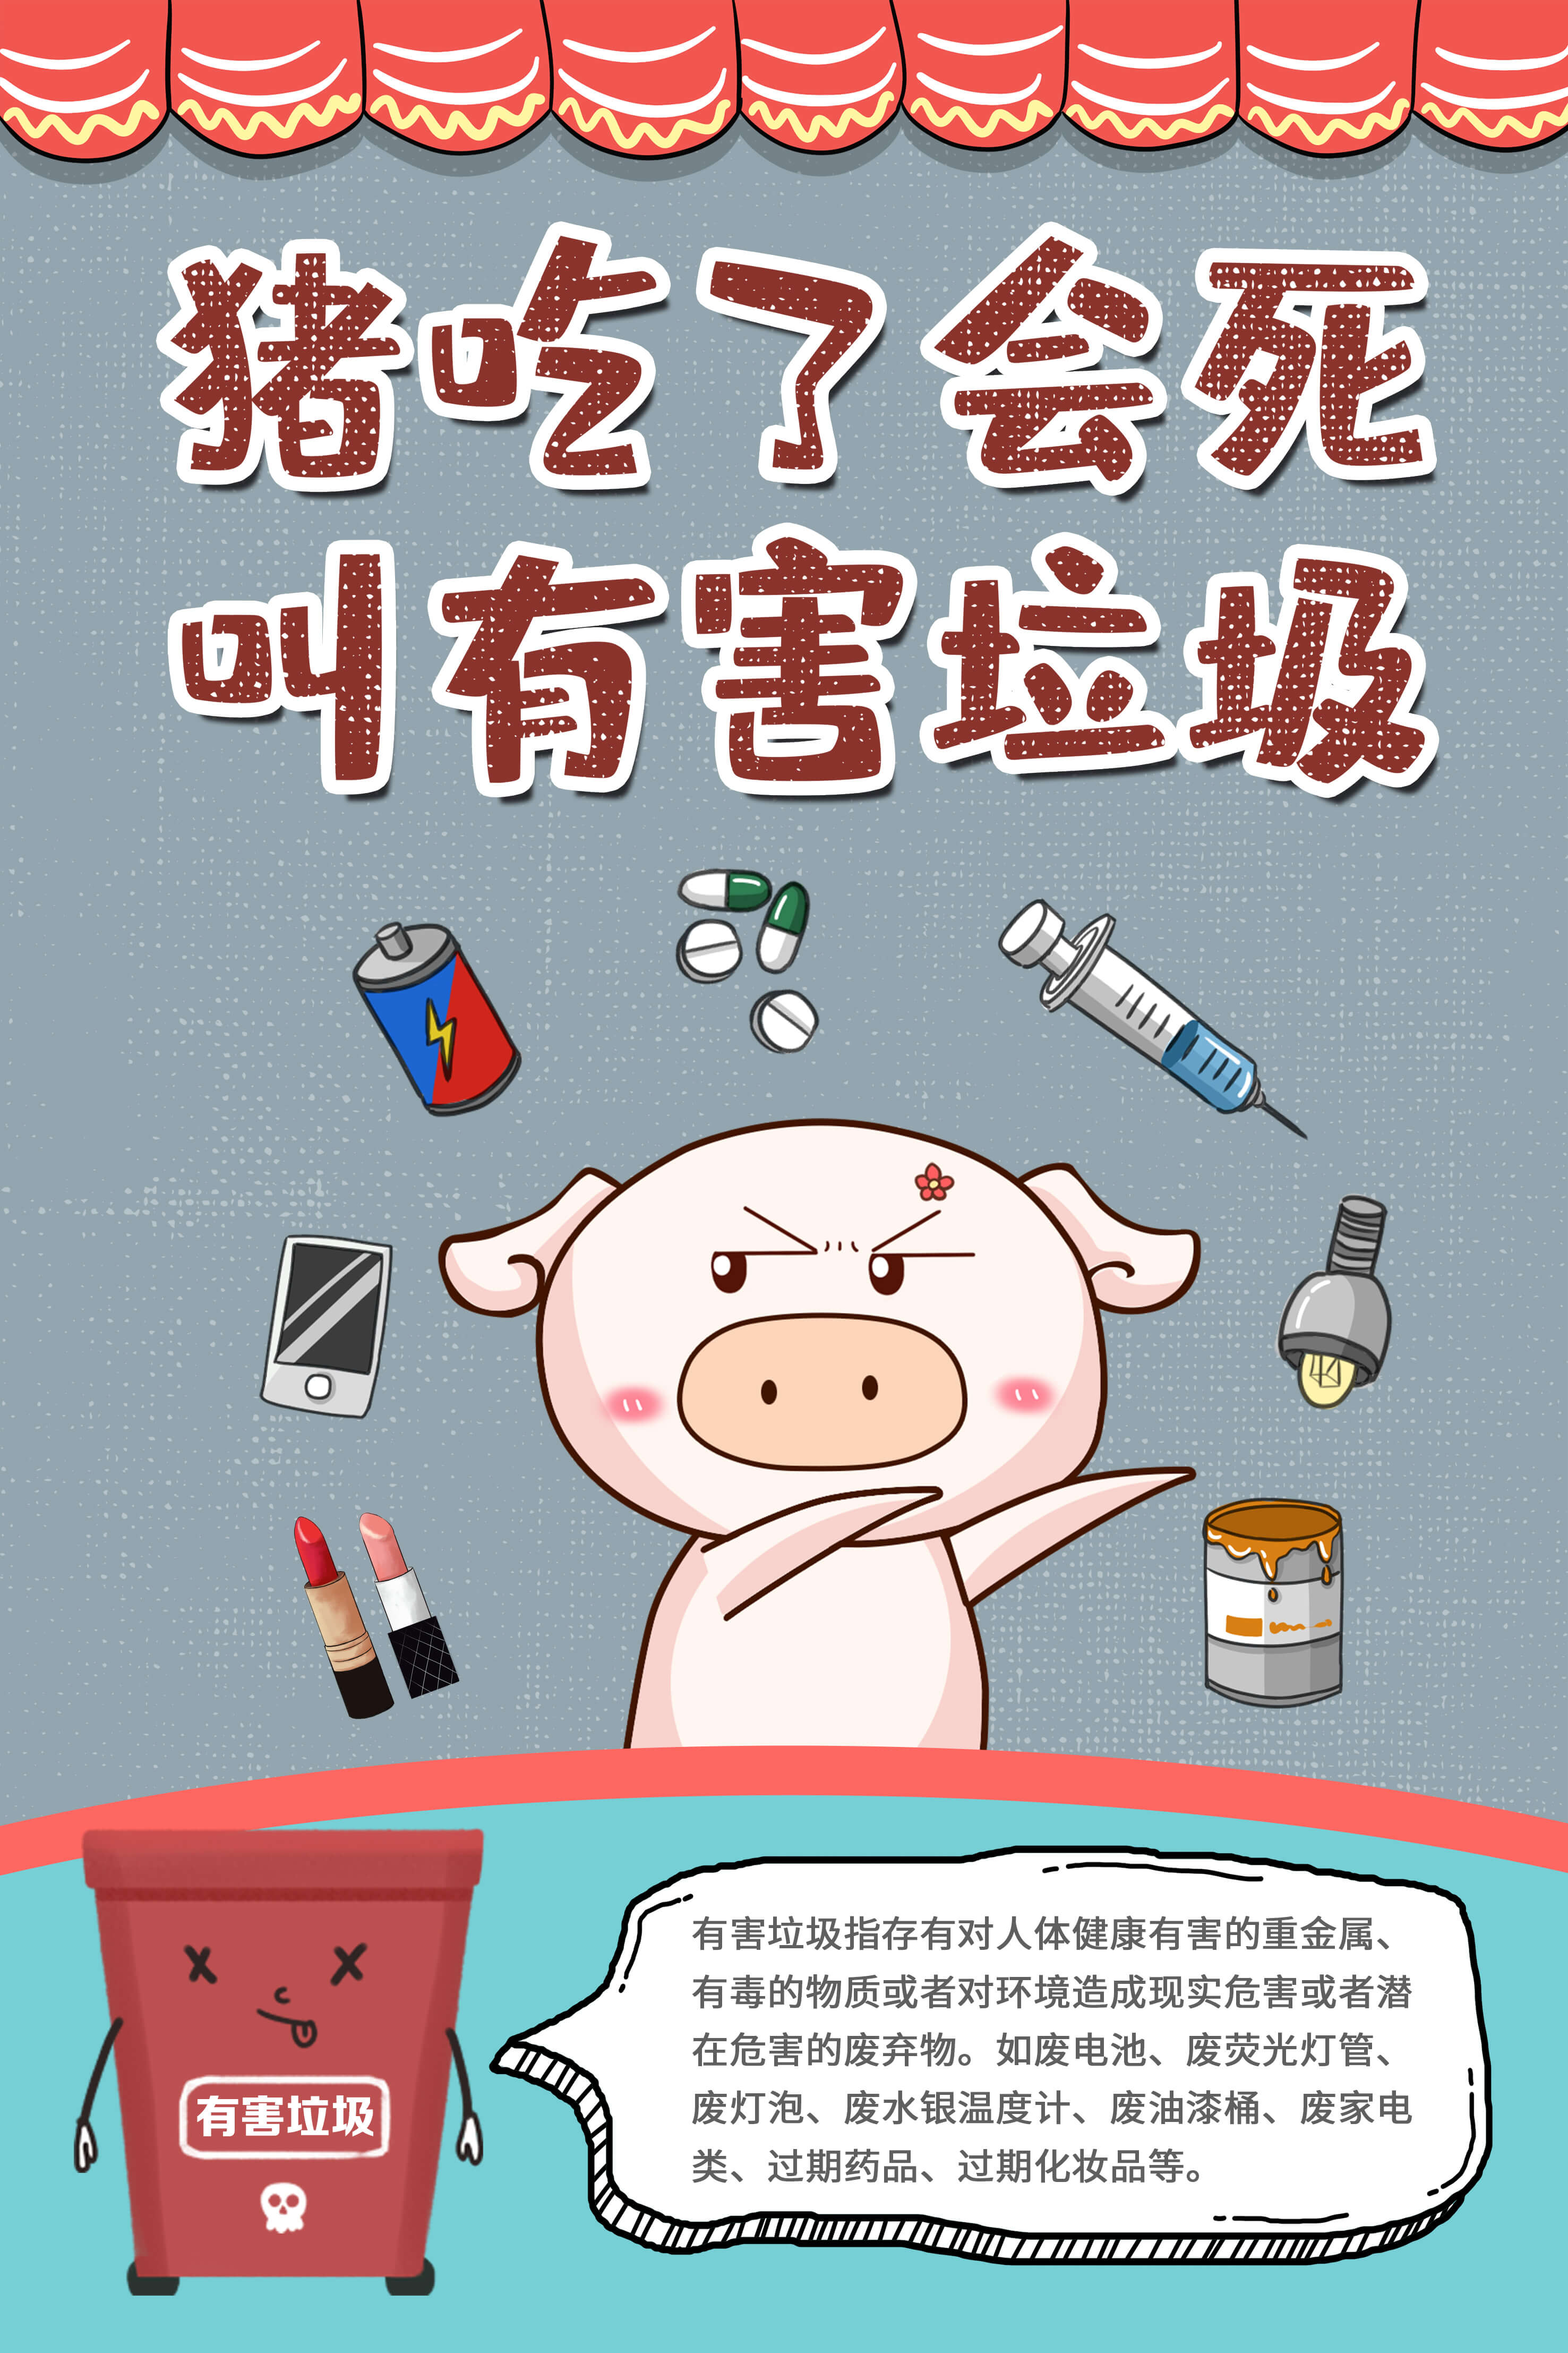 猪吃了会死
叫有害垃圾
有害垃圾指存有对人体健康有害的重金属、
有毒的物质或者对环境造成现实危害或者潜
在危害的废弃物。如废电池、废荧光灯管、
废灯泡、废水银温度计、废油漆桶、废家电
类、过期药品、过期化妆品等。
有害垃圾